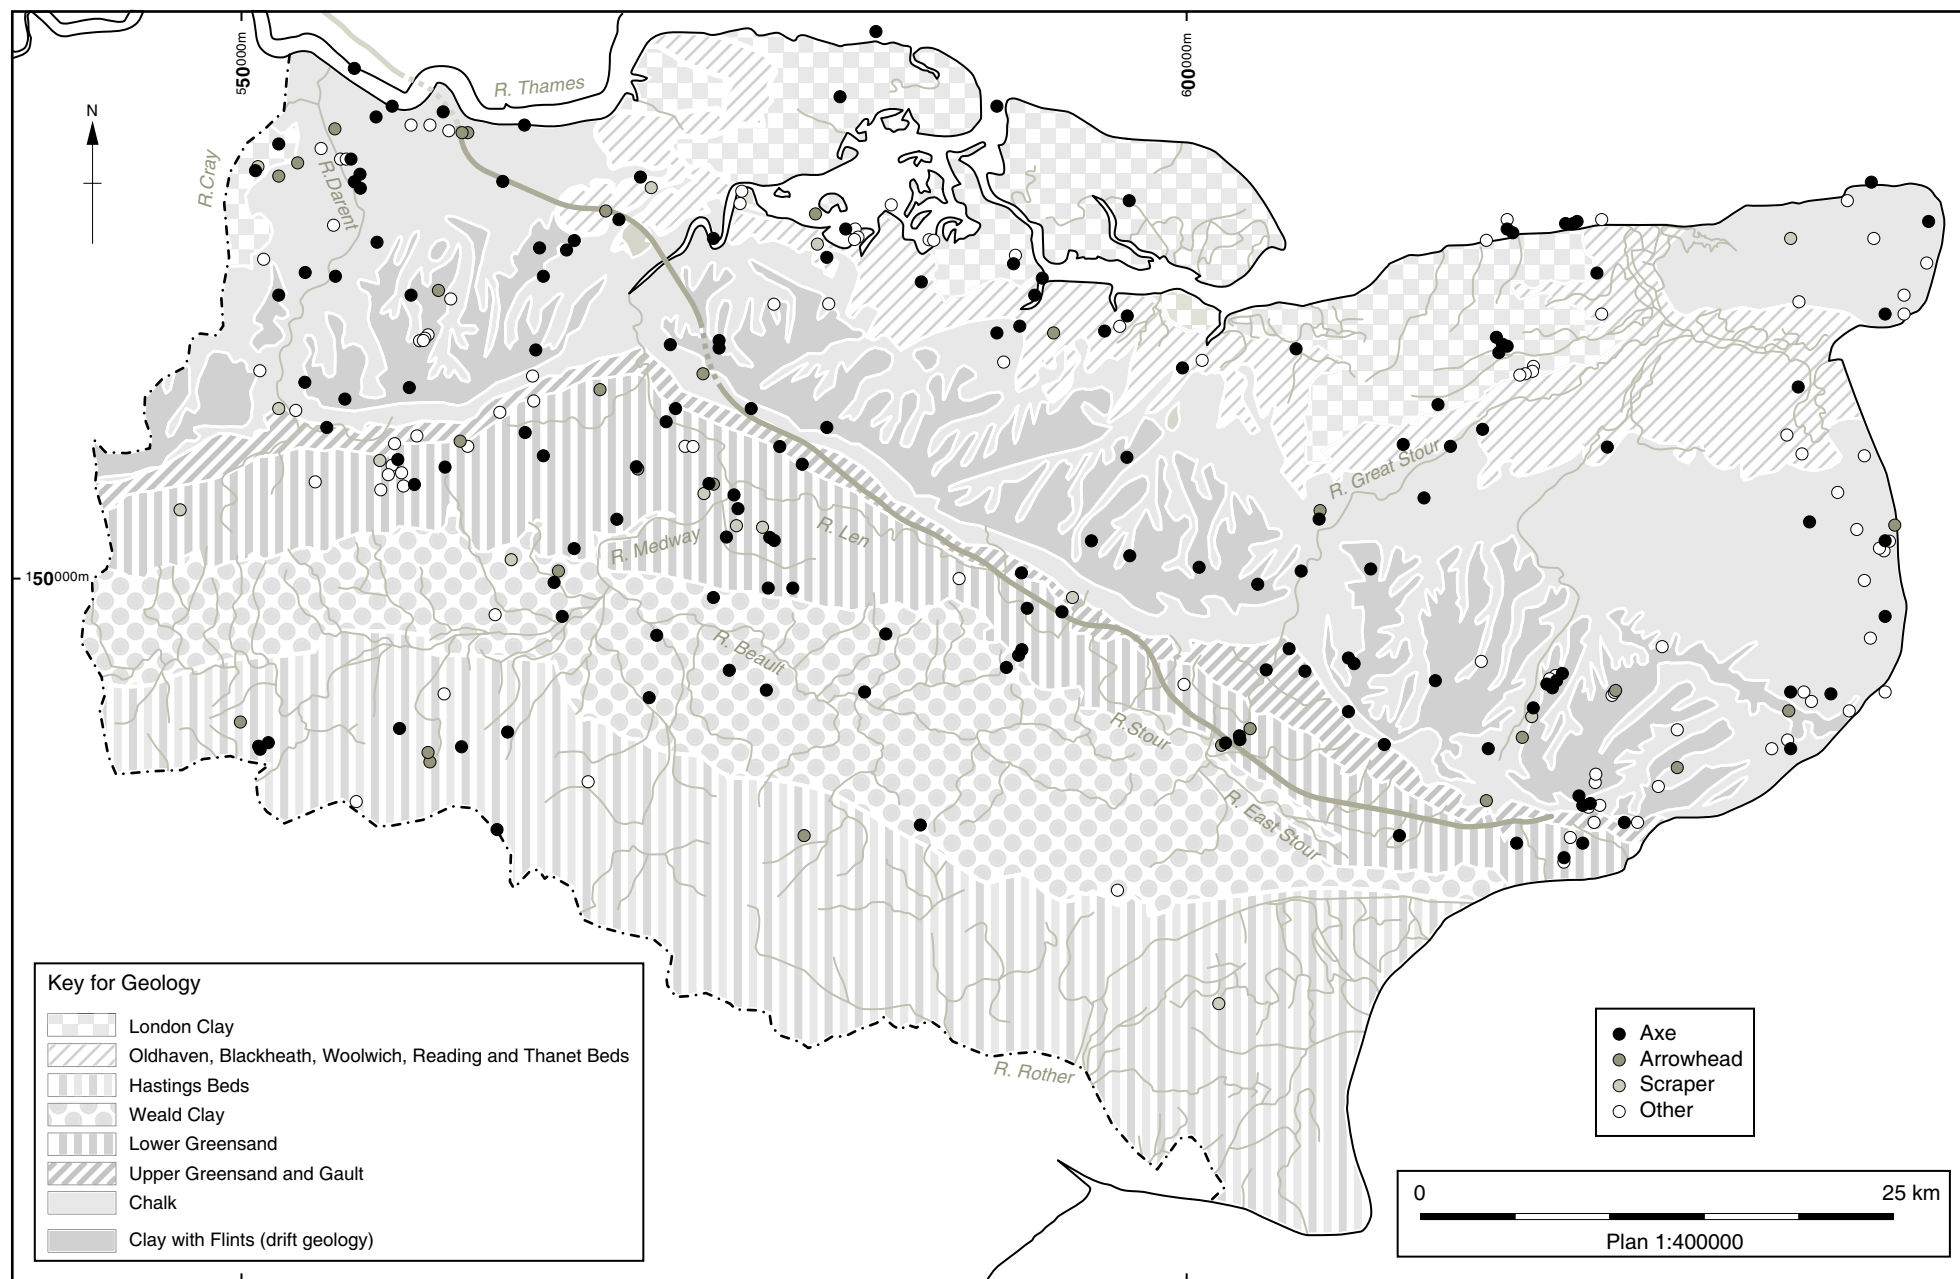 550000m
600000m
N
R. Thames
R.Cray
R.Darent
R. Great Stour
R. Medway
R. Len
150000m
R. Beault
R.Stour
R. East Stour
R. Rother
Key for Geology
London Clay
Oldhaven, Blackheath, Woolwich, Reading and Thanet Beds
Hastings Beds
Weald Clay
Lower Greensand
Upper Greensand and Gault
Chalk
Clay with Flints (drift geology)
Axe
Arrowhead
Scraper
Other
0 25 km
Plan 1:400000